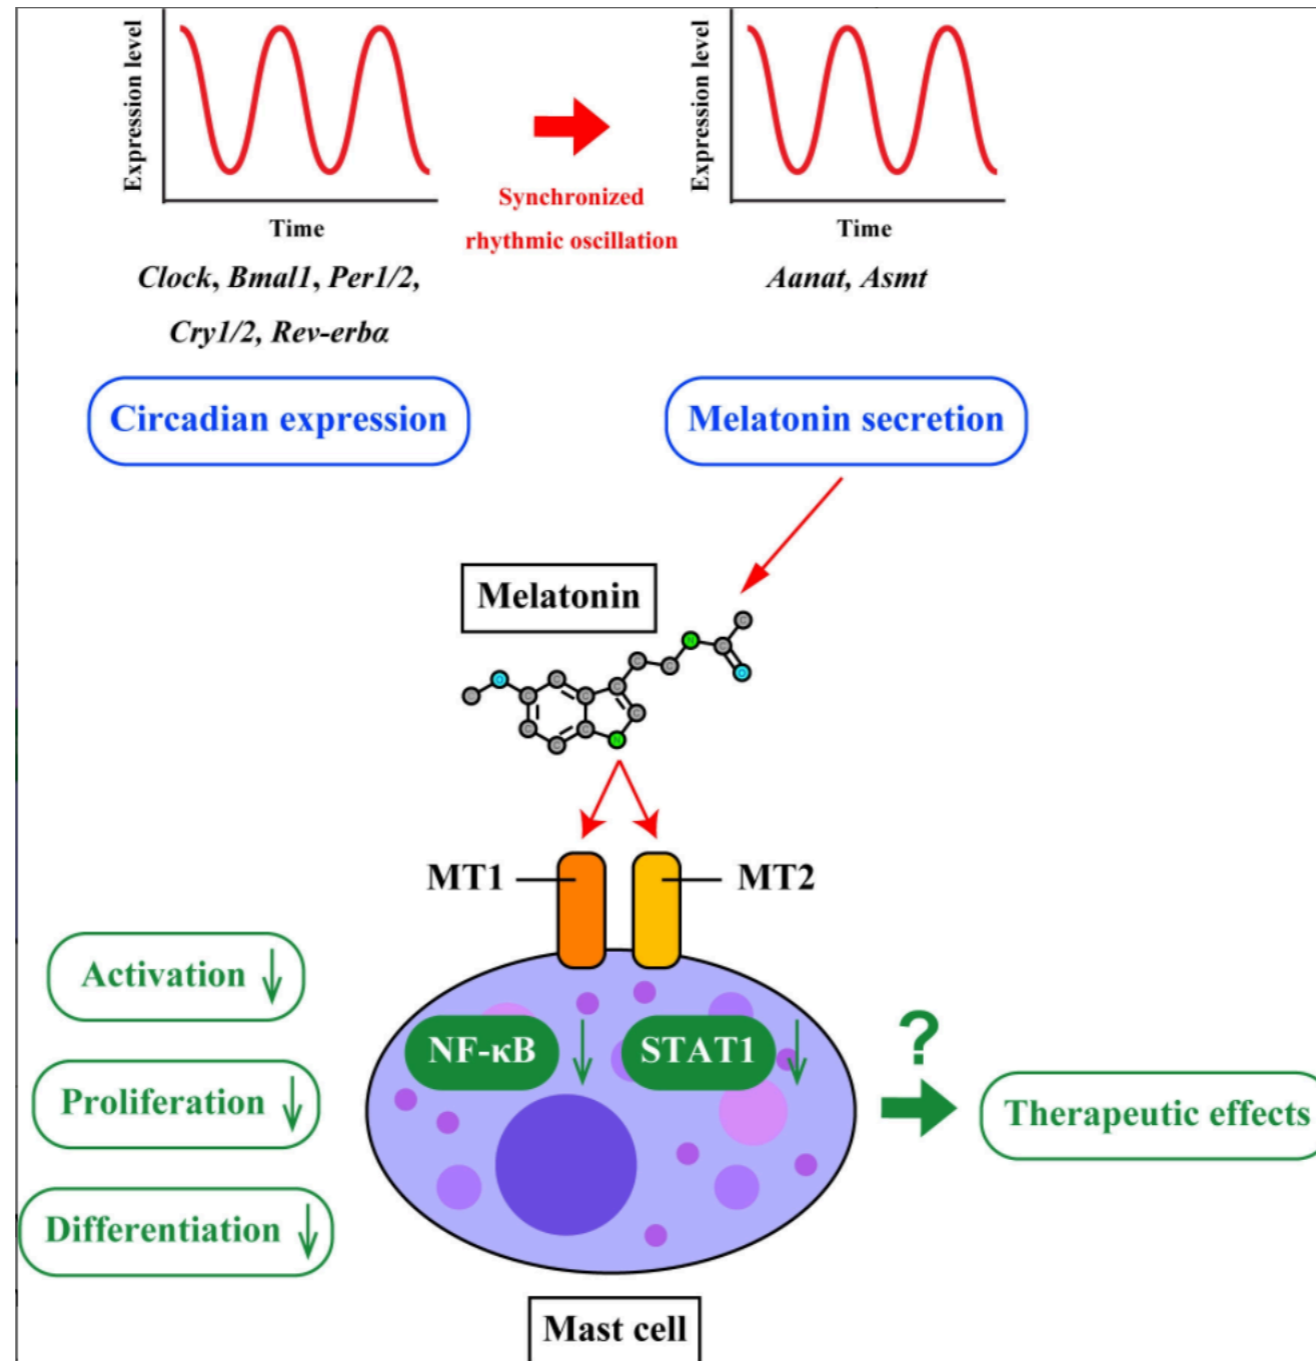 Expression level
Time
Clock, Bmal1, Per1/2,
Cry1/2, Rev-erbα
Circadian expression
Synchronized
rhythmic oscillation
Expression level
Time
Aanat, Asmt
Melatonin secretion
Melatonin
MT1
MT2
Activation ↓
Proliferation ↓
Differentiation ↓
NF-κB ↓
STAT1 ↓
?
Therapeutic effects
Mast cell